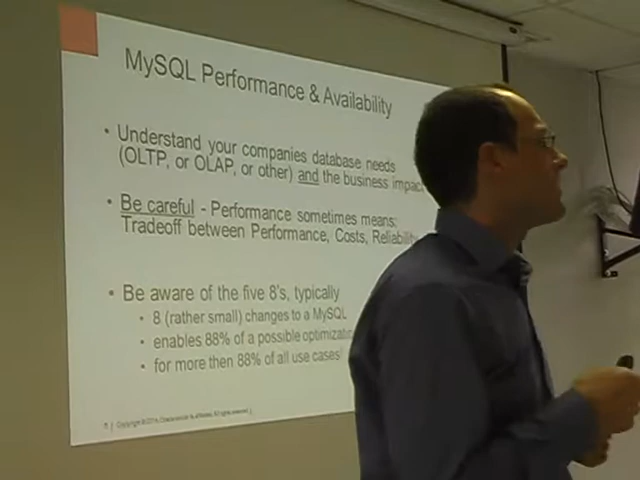 MySQL Performance & Availability
• Understand your companies database needs
(OLTP, or OLAP, or other) and the business impact
• Be careful - Performance sometimes means:
Tradeoff between Performance, Costs, Reliability
• Be aware of the five 8's, typically
• 8 (rather small) changes to a MySQL
• enables 88% of a possible
• for more then 88% of all use cases